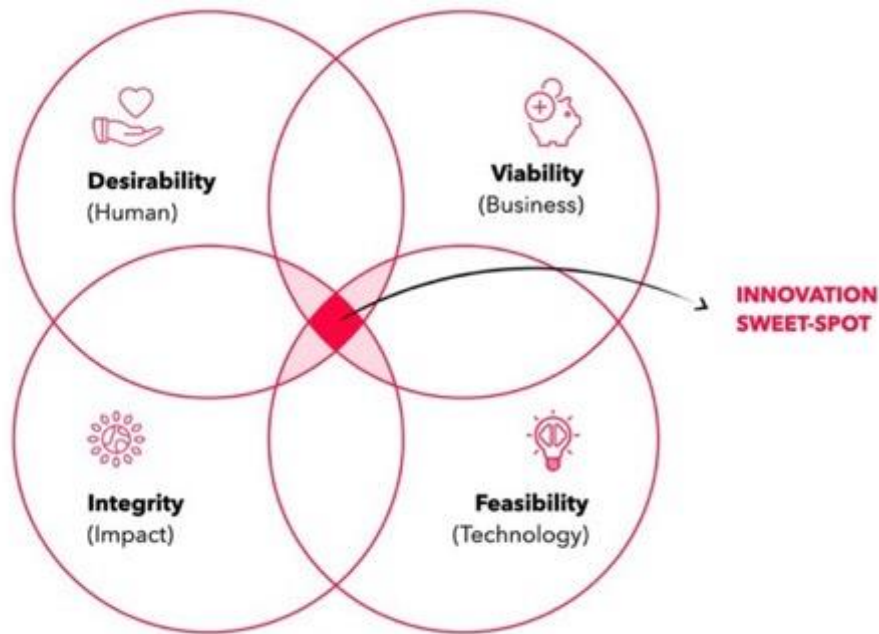 Desirability
(Human)
Viability
(Business)
INNOVATION
SWEET-SPOT
Integrity
(Impact)
Feasibility
(Technology)